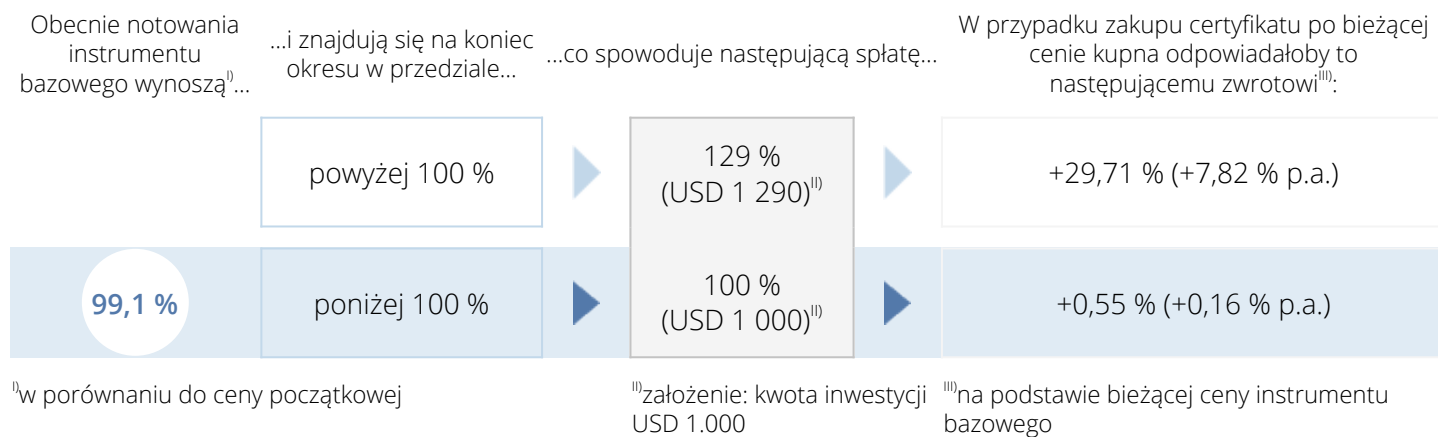 Obecnie notowania
instrumentu
bazowego wynoszą^I)...
...i znajdują się na koniec
okresu w przedziale...
...co spowoduje następującą spłatę...
W przypadku zakupu certyfikatu po bieżącej
cenie kupna odpowiadałoby to
następującemu zwrotowi^III):
powyżej 100 %
129 %
(USD 1 290)^II)
+29,71 % (+7,82 % p.a.)
99,1 %
poniżej 100 %
100 %
(USD 1 000)^II)
+0,55 % (+0,16 % p.a.)
^I)w porównaniu do ceny początkowej
^II)założenie: kwota inwestycji
USD 1.000
^III)na podstawie bieżącej ceny instrumentu
bazowego